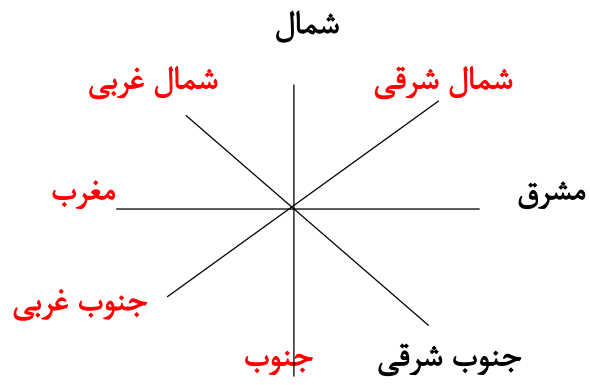 شمال
شمال شرقی
شمال غربی
مشرق
مغرب
جنوب غربی
جنوب شرقی
جنوب